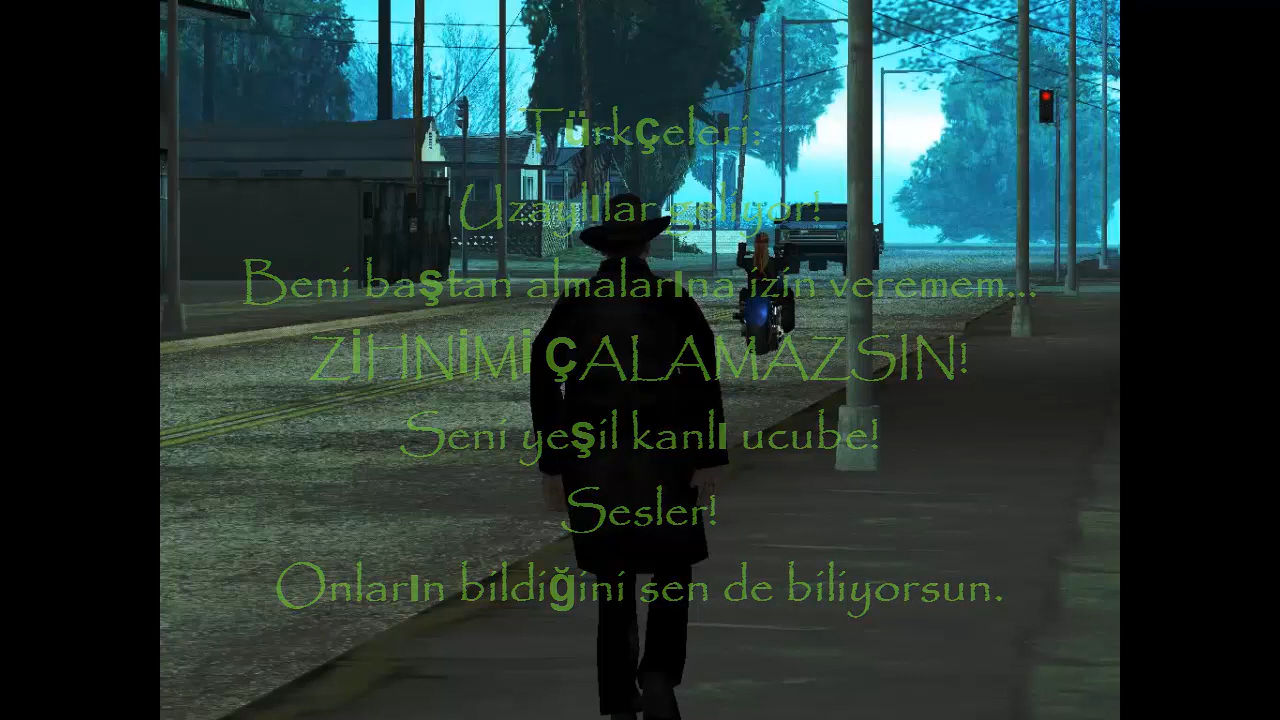 Türkçeleri:
Uzaylılar geliyor!
Beni baştan almalarına izin veremem...
ZİHNİMİ ÇALAMAZSIN!
Seni yeşil kanlı ucube!
Sesler!
Onların bildiğini sen de biliyorsun.